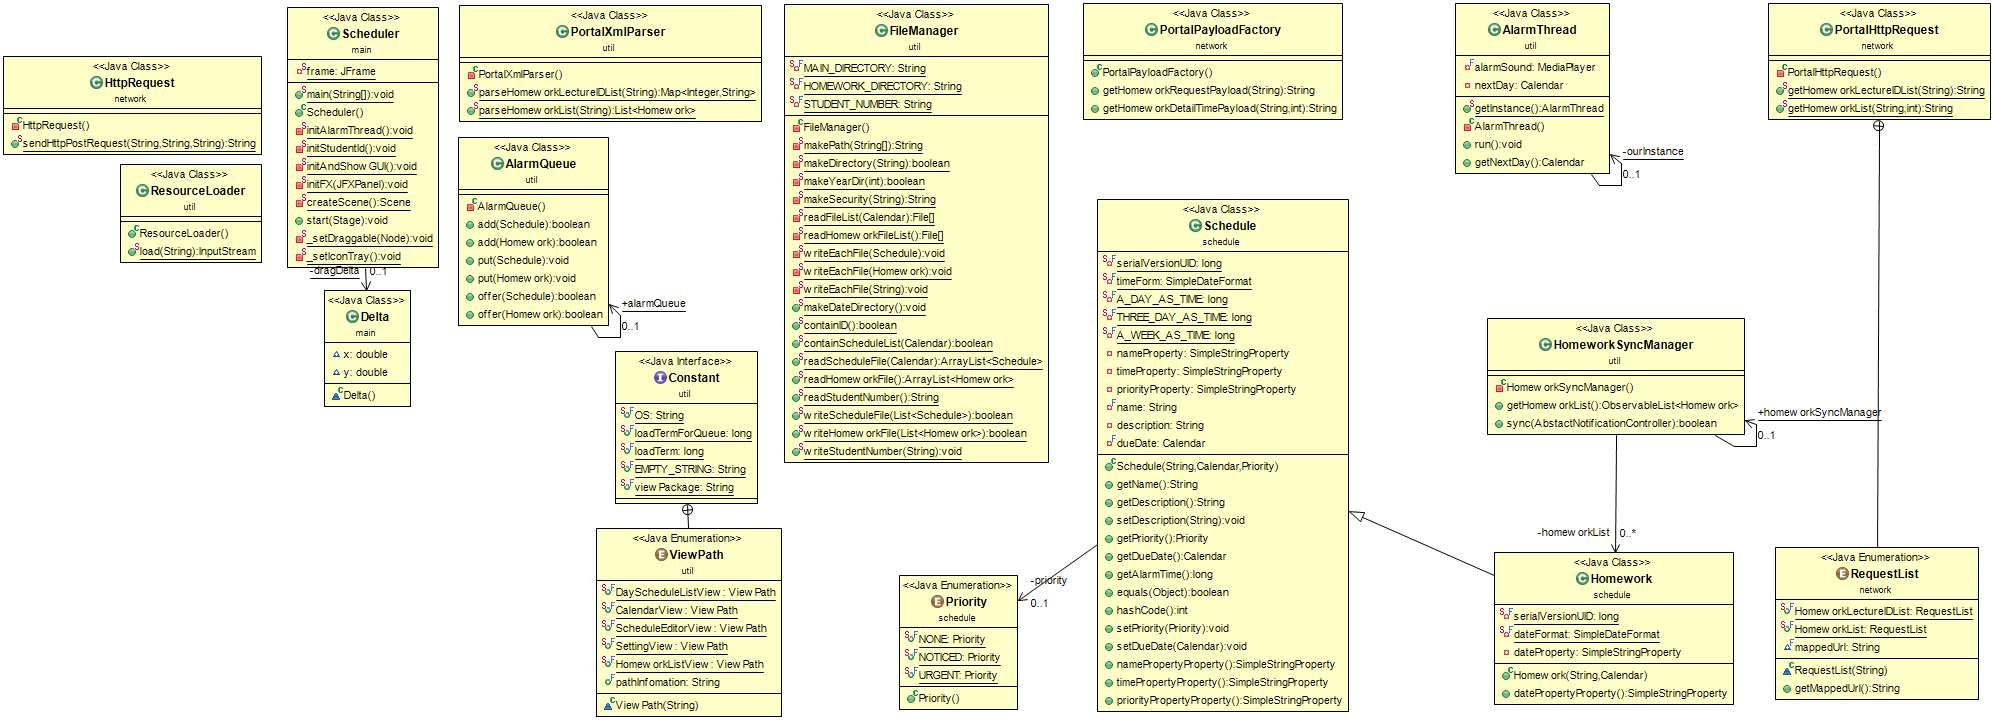 <<Java Class>>
HttpRequest
network
HttpRequest()
sendHttpPostRequest(String,String,String):String
<<Java Class>>
ResourceLoader
util
ResourceLoader()
load(String):InputStream
<<Java Class>>
Scheduler
main
frame: JFrame
main(String[]):void
Scheduler()
initAlarmThread():void
initStudentId():void
initAndShowGUI():void
initFX(JFXPanel):void
createScene():Scene
start(Stage):void
_setDraggable(Node):void
_setIconTray():void
-dragDelta
0..1
<<Java Class>>
Delta
main
x: double
y: double
Delta()
<<Java Class>>
PortalXmlParser
util
PortalXmlParser()
parseHomeworkLectureIDList(String):Map<Integer,String>
parseHomeworkList(String):List<Homework>
<<Java Class>>
AlarmQueue
util
AlarmQueue()
add(Schedule):boolean
add(Homework):boolean
put(Schedule):void
put(Homework):void
offer(Schedule):boolean
offer(Homework):boolean
+alarmQueue
0..1
<<Java Interface>>
Constant
util
OS: String
loadTermForQueue: long
loadTerm: long
EMPTY_STRING: String
viewPackage: String
<<Java Enumeration>>
ViewPath
util
DayScheduleListView: ViewPath
CalendarView: ViewPath
ScheduleEditorView: ViewPath
SettingView: ViewPath
HomeworkListView: ViewPath
pathInfomation: String
ViewPath(String)
<<Java Class>>
FileManager
util
MAIN_DIRECTORY: String
HOMEWORK_DIRECTORY: String
STUDENT_NUMBER: String
FileManager()
makePath(String[]):String
makeDirectory(String):boolean
makeYearDir(int):boolean
makeSecurity(String):String
readFileList(Calendar):File[]
readHomeworkFileList():File[]
writeEachFile(Schedule):void
writeEachFile(Homework):void
writeEachFile(String):void
makeDateDirectory():void
containID():boolean
containScheduleList(Calendar):boolean
readScheduleFile(Calendar):ArrayList<Schedule>
readHomeworkFile():ArrayList<Homework>
readStudentNumber():String
writeScheduleFile(List<Schedule>):boolean
writeHomeworkFile(List<Homework>):boolean
writeStudentNumber(String):void
<<Java Enumeration>>
Priority
schedule
NONE: Priority
NOTICED: Priority
URGENT: Priority
Priority()
-priority
0..1
<<Java Class>>
PortalPayloadFactory
network
PortalPayloadFactory()
getHomeworkRequestPayload(String):String
getHomeworkDetailTimePayload(String,int):String
<<Java Class>>
Schedule
schedule
serialVersionUID: long
timeForm: SimpleDateFormat
A_DAY_AS_TIME: long
THREE_DAY_AS_TIME: long
A_WEEK_AS_TIME: long
nameProperty: SimpleStringProperty
timeProperty: SimpleStringProperty
priorityProperty: SimpleStringProperty
name: String
description: String
dueDate: Calendar
Schedule(String,Calendar,Priority)
getName():String
getDescription():String
setDescription(String):void
getPriority():Priority
getDueDate():Calendar
getAlarmTime():long
equals(Object):boolean
hashCode():int
setPriority(Priority):void
setDueDate(Calendar):void
namePropertyProperty():SimpleStringProperty
timePropertyProperty():SimpleStringProperty
priorityPropertyProperty():SimpleStringProperty
<<Java Class>>
AlarmThread
util
alarmSound: MediaPlayer
nextDay: Calendar
getInstance():AlarmThread
AlarmThread()
run():void
getNextDay():Calendar
-ourInstance
0..1
<<Java Class>>
HomeworkSyncManager
util
HomeworkSyncManager()
getHomeworkList():ObservableList<Homework>
sync(AbstactNotificationController):boolean
+homeworkSyncManager
0..1
-homeworkList
0..*
<<Java Class>>
Homework
schedule
serialVersionUID: long
dateFormat: SimpleDateFormat
dateProperty: SimpleStringProperty
Homework(String,Calendar)
datePropertyProperty():SimpleStringProperty
<<Java Class>>
PortalHttpRequest
network
PortalHttpRequest()
getHomeworkLectureIDList(String):String
getHomeworkList(String,int):String
<<Java Enumeration>>
RequestList
network
HomeworkLectureIDList: RequestList
HomeworkList: RequestList
mappedUrl: String
RequestList(String)
getMappedUrl():String